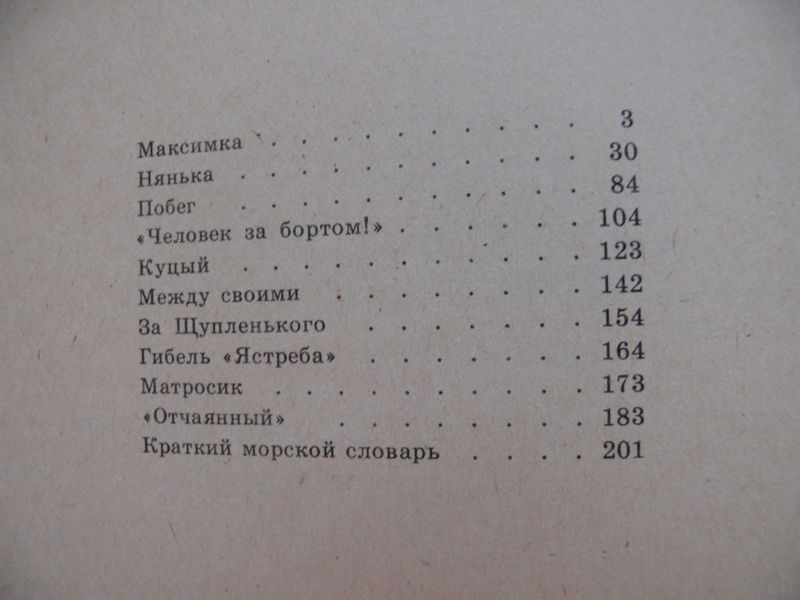 Максимка . . . . . . . . . . 3
Нянька . . . . . . . . . . . 30
Побег . . . . . . . . . . . 84
«Человек за бортом!» . . . . . . 104
Куцый . . . . . . . . . . . 123
Между своими . . . . . . . . 142
За Щупленького . . . . . . . 154
Гибель «Ястреба» . . . . . . . 164
Матросик . . . . . . . . . . 173
«Отчаянный» . . . . . . . . 183
Краткий морской словарь . . . . 201